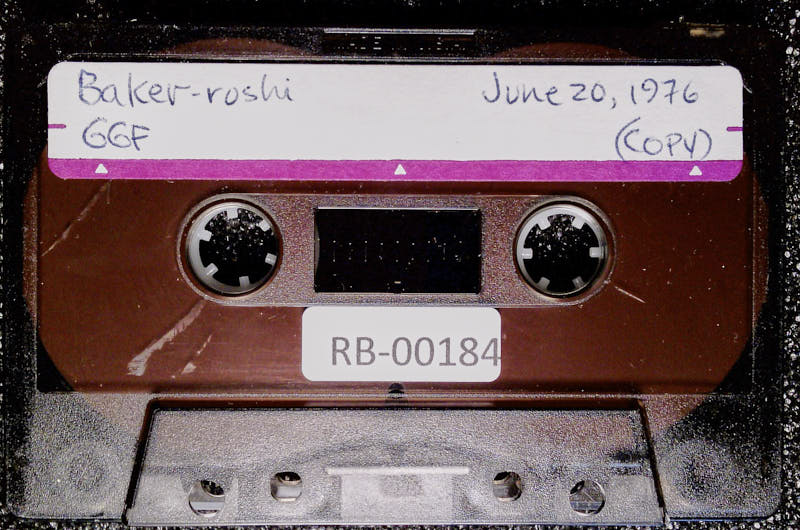 Baker-roshi June 20, 1976
GGF (COPY)
RB-00184